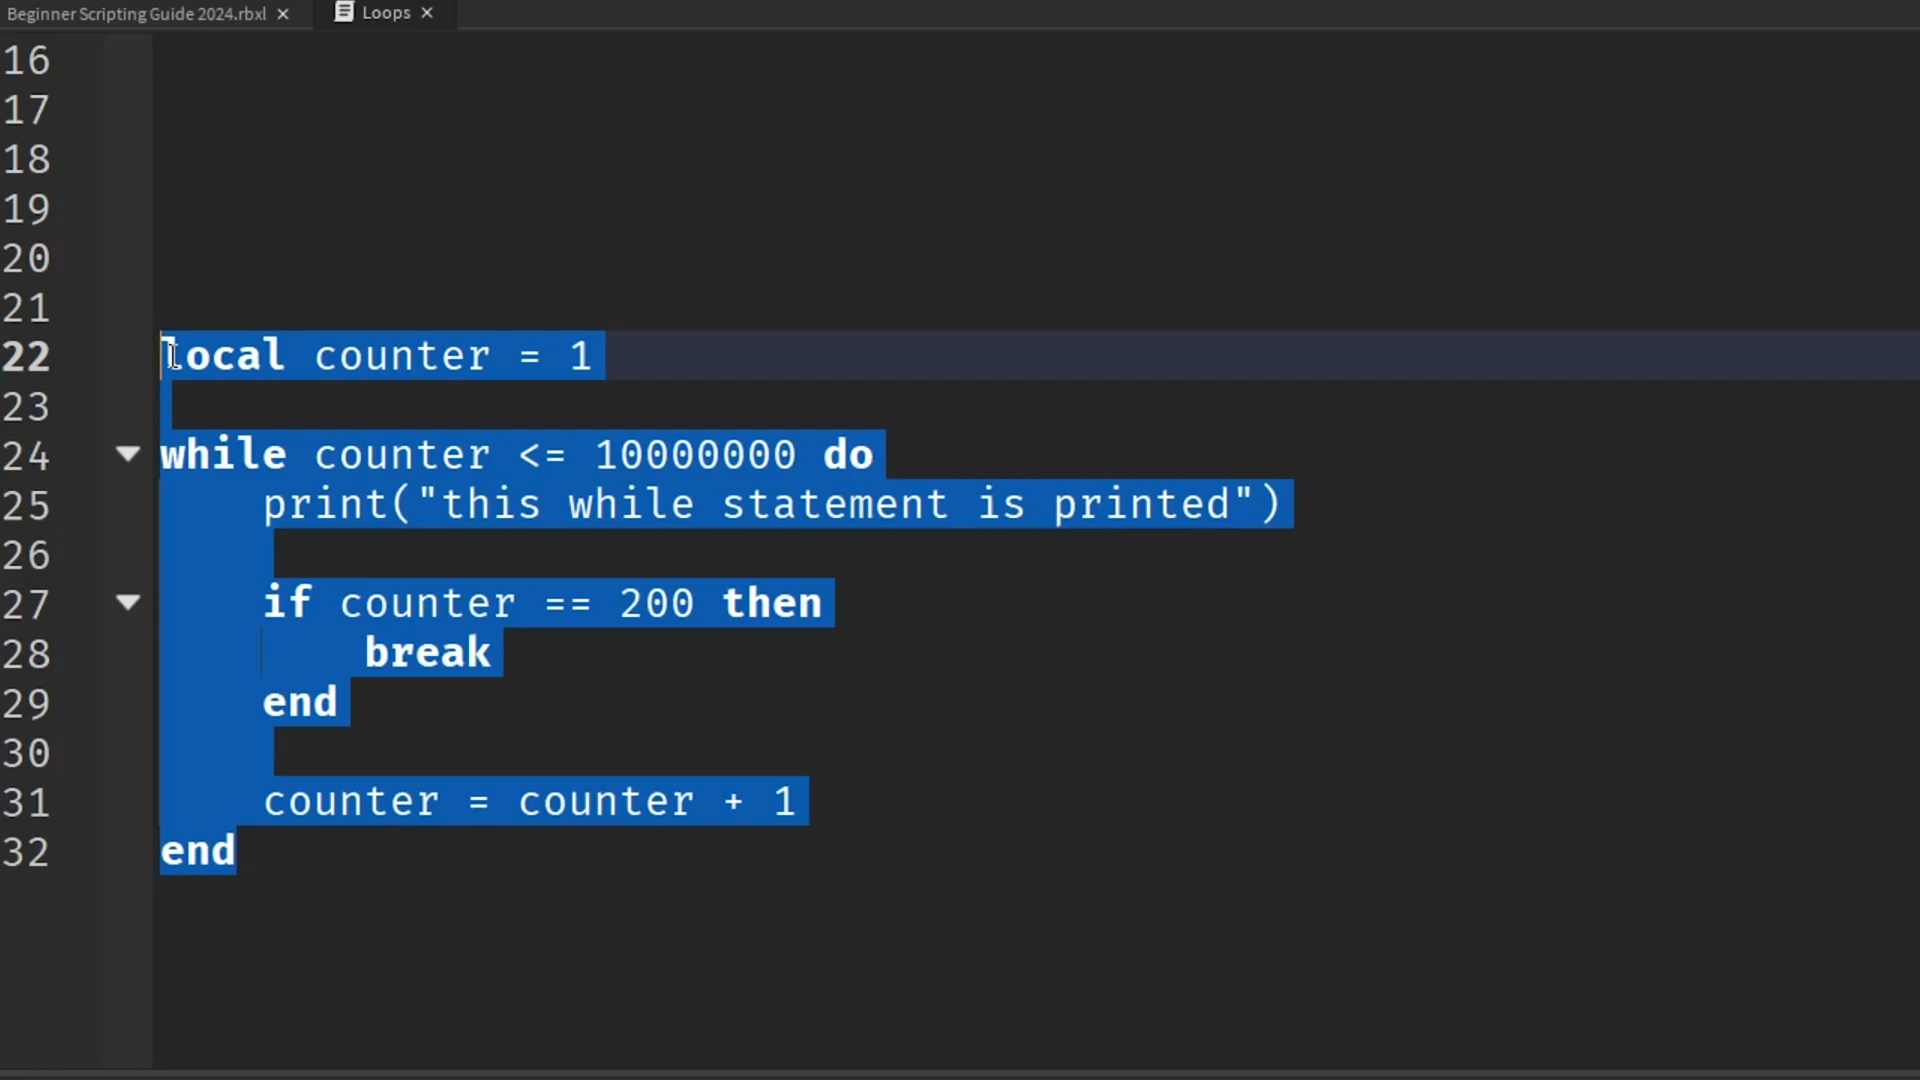 Beginner Scripting Guide 2024.rbxl × Loops ×
16
17
18
19
20
21
22 local counter = 1
23
24 while counter <= 10000000 do
25 print("this while statement is printed")
26
27 if counter == 200 then
28 break
29 end
30
31 counter = counter + 1
32 end